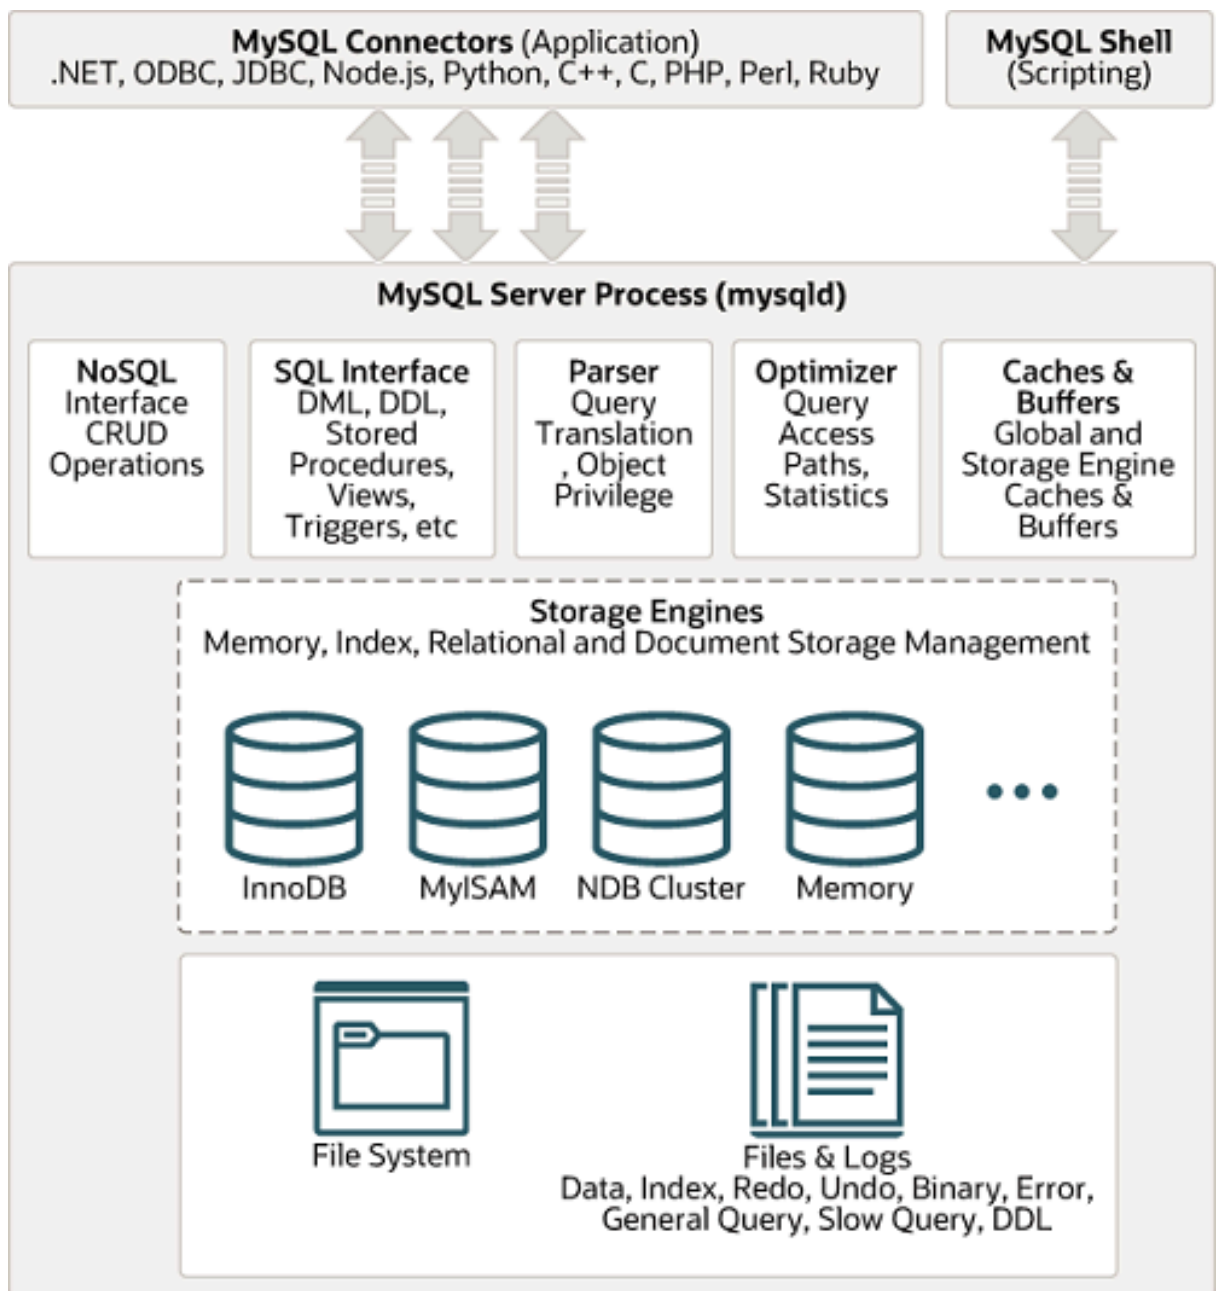 MySQL Connectors (Application)
.NET, ODBC, JDBC, Node.js, Python, C++, C, PHP, Perl, Ruby
MySQL Shell
(Scripting)
MySQL Server Process (mysqld)
NoSQL
Interface
CRUD
Operations
SQL Interface
DML, DDL,
Stored
Procedures,
Views,
Triggers, etc
Parser
Query
Translation
, Object
Privilege
Optimizer
Query
Access
Paths,
Statistics
Caches &
Buffers
Global and
Storage Engine
Caches &
Buffers
Storage Engines
Memory, Index, Relational and Document Storage Management
InnoDB
MyISAM
NDB Cluster
Memory
File System
Files & Logs
Data, Index, Redo, Undo, Binary, Error,
General Query, Slow Query, DDL